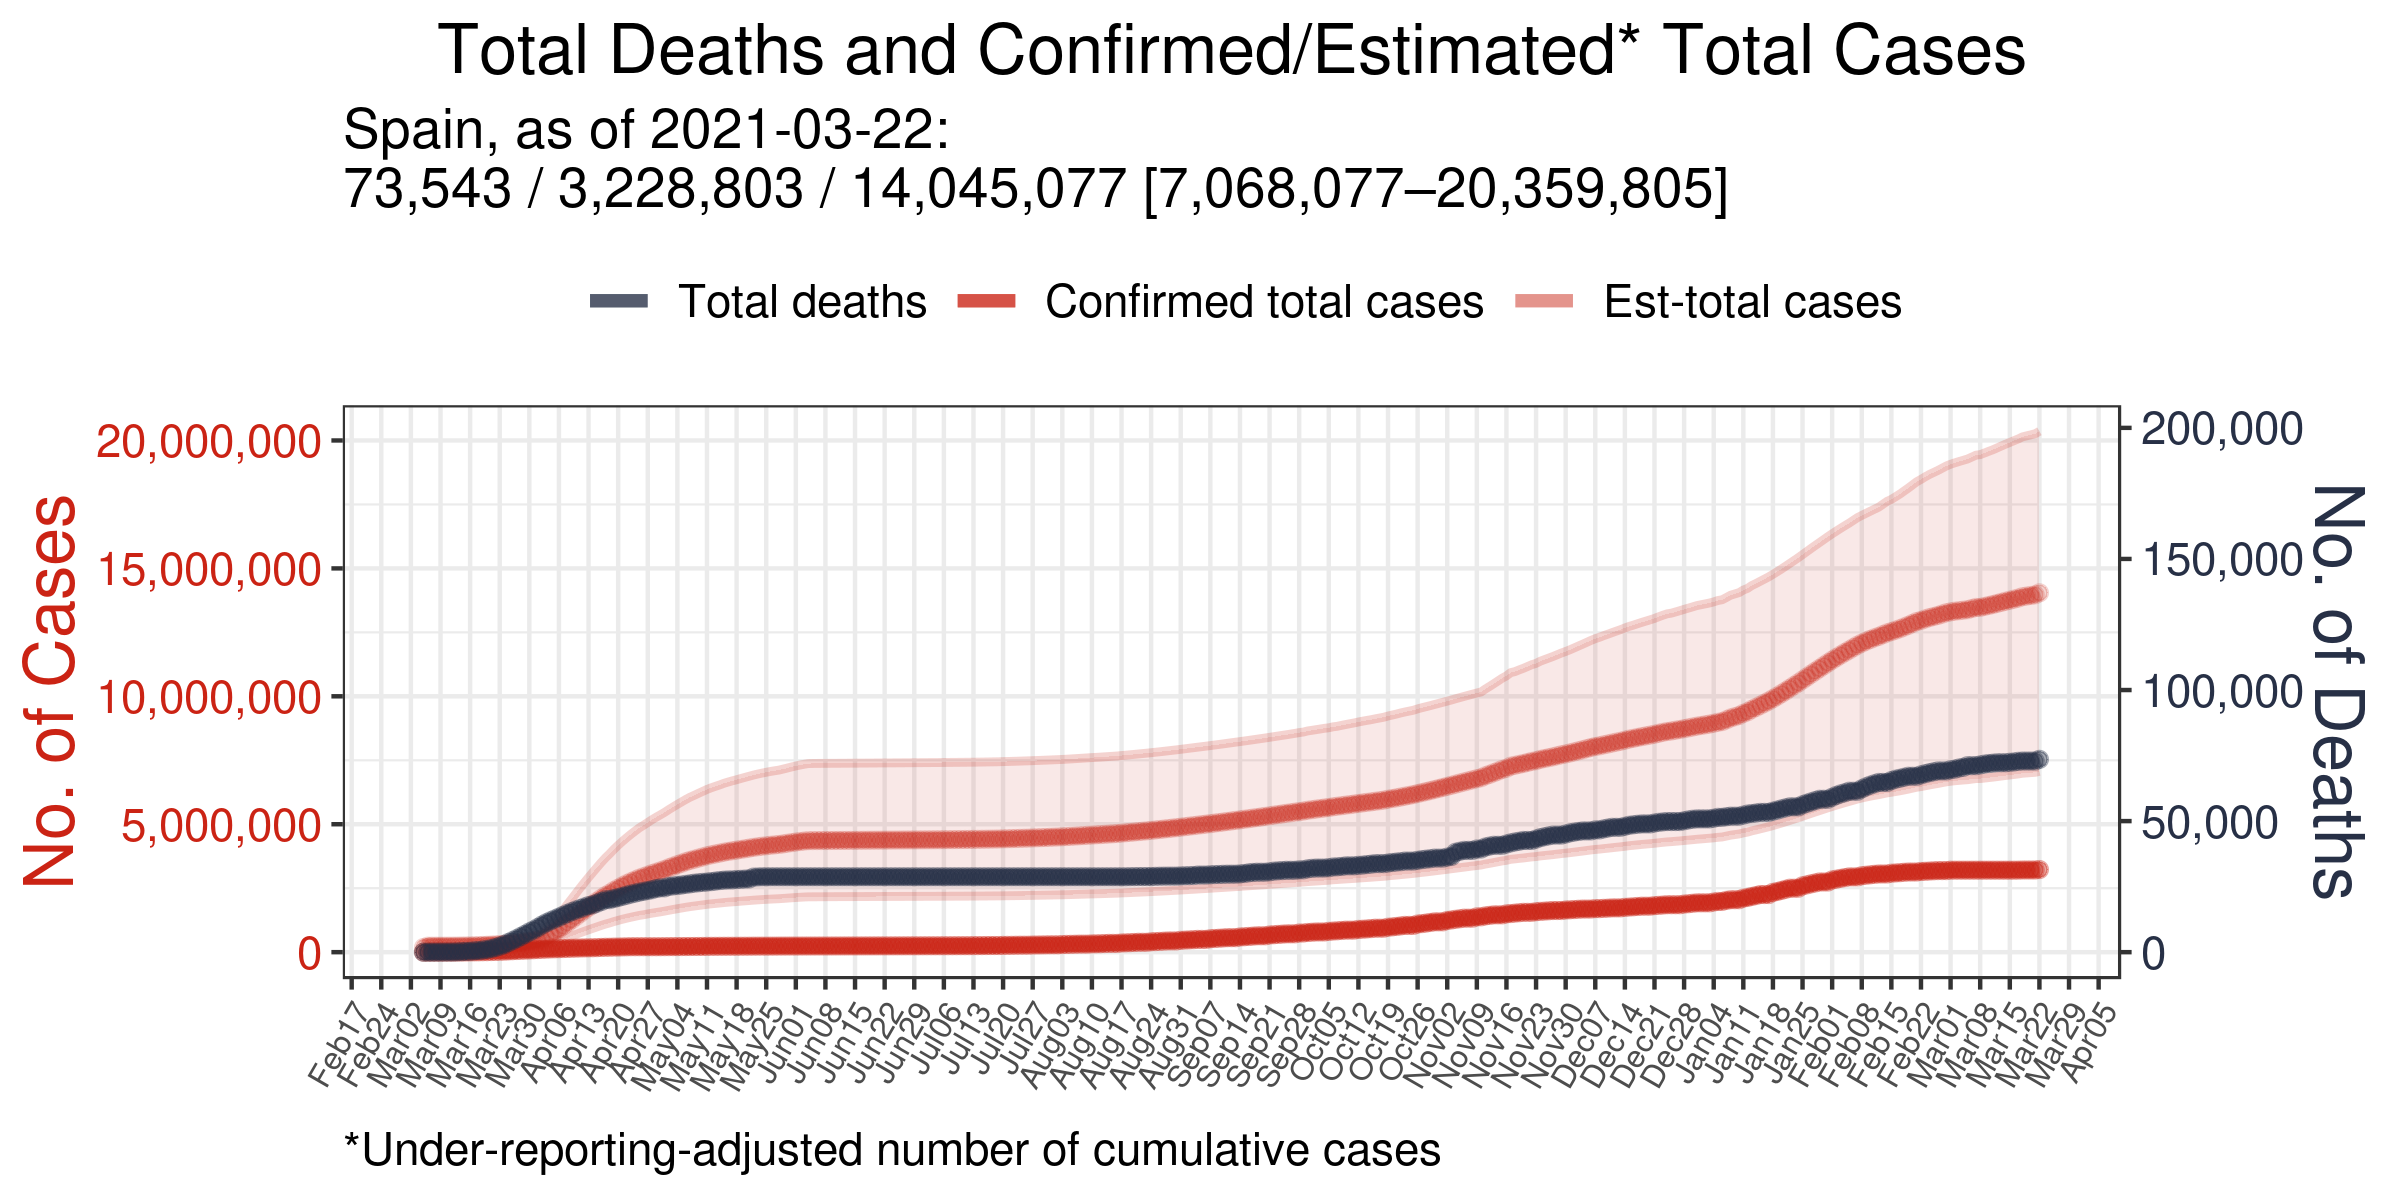 Total Deaths and Confirmed/Estimated* Total Cases
Spain, as of 2021-03-22:
73,543 / 3,228,803 / 14,045,077 [7,068,077–20,359,805]
Total deaths
Confirmed total cases
Est-total cases
No. of Cases
20,000,000
15,000,000
10,000,000
5,000,000
0
200,000
150,000
100,000
50,000
0
No. of Deaths
Feb17
Feb24
Mar02
Mar09
Mar16
Mar23
Mar30
Apr06
Apr13
Apr20
Apr27
May04
May11
May18
May25
Jun01
Jun08
Jun15
Jun22
Jun29
Jul06
Jul13
Jul20
Jul27
Aug03
Aug10
Aug17
Aug24
Aug31
Sep07
Sep14
Sep21
Sep28
Oct05
Oct12
Oct19
Oct26
Nov02
Nov09
Nov16
Nov23
Nov30
Dec07
Dec14
Dec21
Dec28
Jan04
Jan11
Jan18
Jan25
Feb01
Feb08
Feb15
Feb22
Mar01
Mar08
Mar15
Mar22
Mar29
Apr05
*Under-reporting-adjusted number of cumulative cases